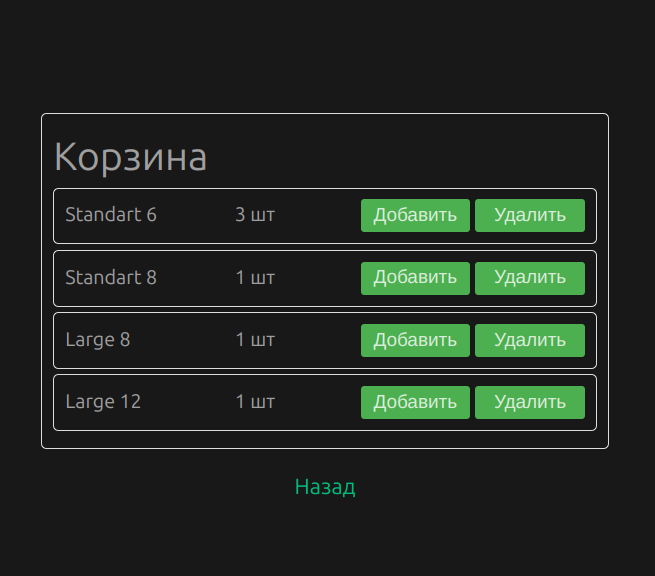 Корзина
Standart 6 3 шт Добавить Удалить
Standart 8 1 шт Добавить Удалить
Large 8 1 шт Добавить Удалить
Large 12 1 шт Добавить Удалить
Назад